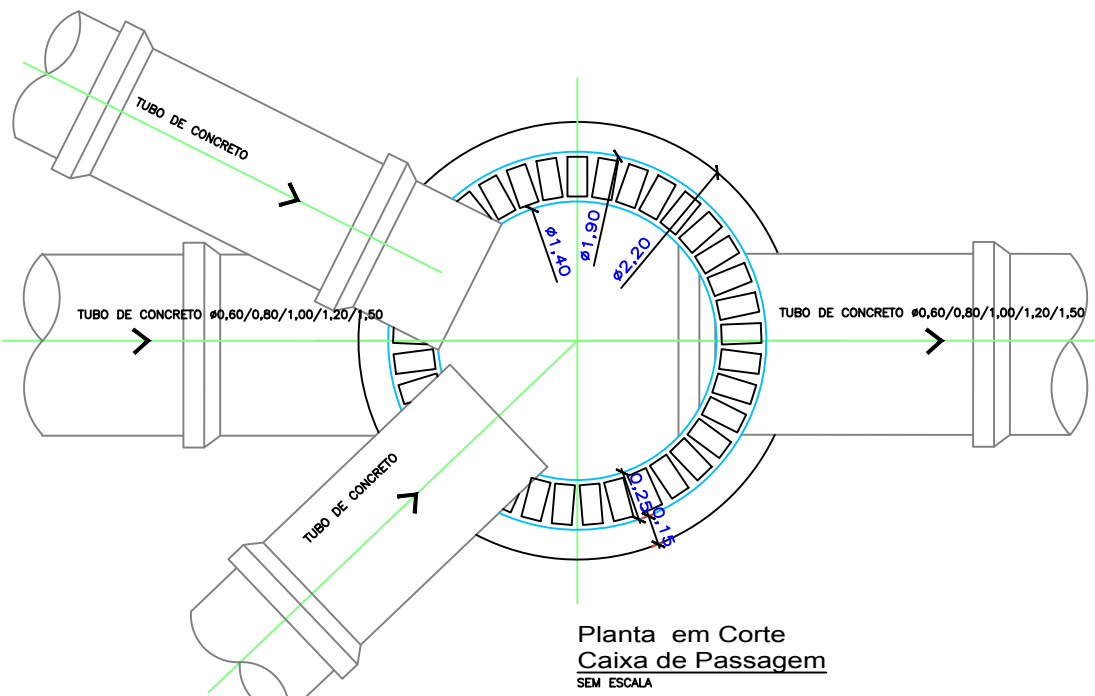 TUBO DE CONCRETO
ø1,40
ø1,90
ø2,20
TUBO DE CONCRETO ø0,60/0,80/1,00/1,20/1,50
TUBO DE CONCRETO ø0,60/0,80/1,00/1,20/1,50
TUBO DE CONCRETO
0,25
0,15
Planta em Corte
Caixa de Passagem
SEM ESCALA